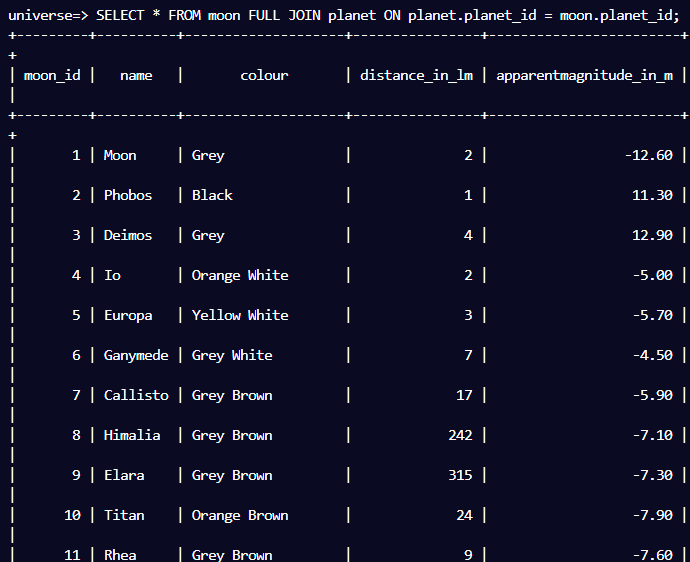 universe=> SELECT * FROM moon FULL JOIN planet ON planet.planet_id = moon.planet_id;
+---------+----------+--------------------+---------------+------------------------+
+
| moon_id |   name   |       colour       | distance_in_lm | apparentmagnitude_in_m |
|
+---------+----------+--------------------+---------------+------------------------+
+
|       1 | Moon     | Grey               |              2 |                 -12.60 |
|
|       2 | Phobos   | Black              |              1 |                  11.30 |
|
|       3 | Deimos   | Grey               |              4 |                  12.90 |
|
|       4 | Io       | Orange White       |              2 |                  -5.00 |
|
|       5 | Europa   | Yellow White       |              3 |                  -5.70 |
|
|       6 | Ganymede | Grey White         |              7 |                  -4.50 |
|
|       7 | Callisto | Grey Brown         |             17 |                  -5.90 |
|
|       8 | Himalia  | Grey Brown         |            242 |                  -7.10 |
|
|       9 | Elara    | Grey Brown         |            315 |                  -7.30 |
|
|      10 | Titan    | Orange Brown       |             24 |                  -7.90 |
|
|      11 | Rhea     | Grey Brown         |              9 |                  -7.60 |